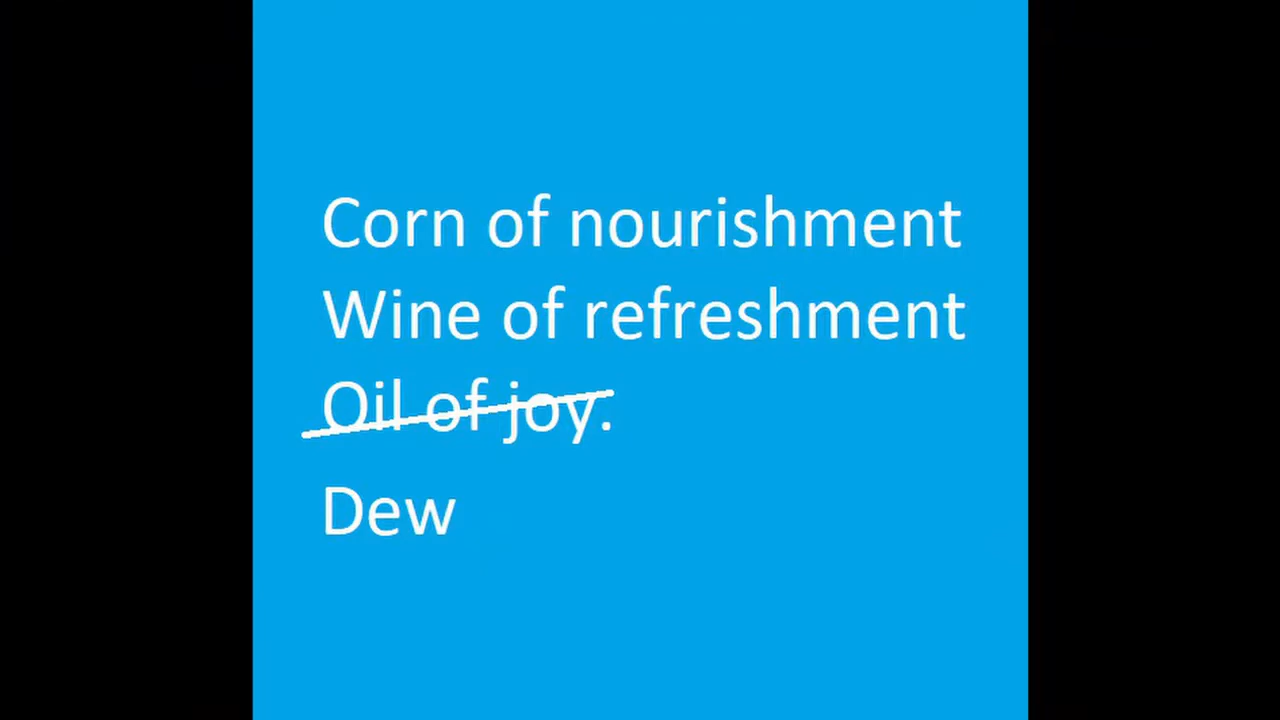 Corn of nourishment
Wine of refreshment
Oil of joy.
Dew